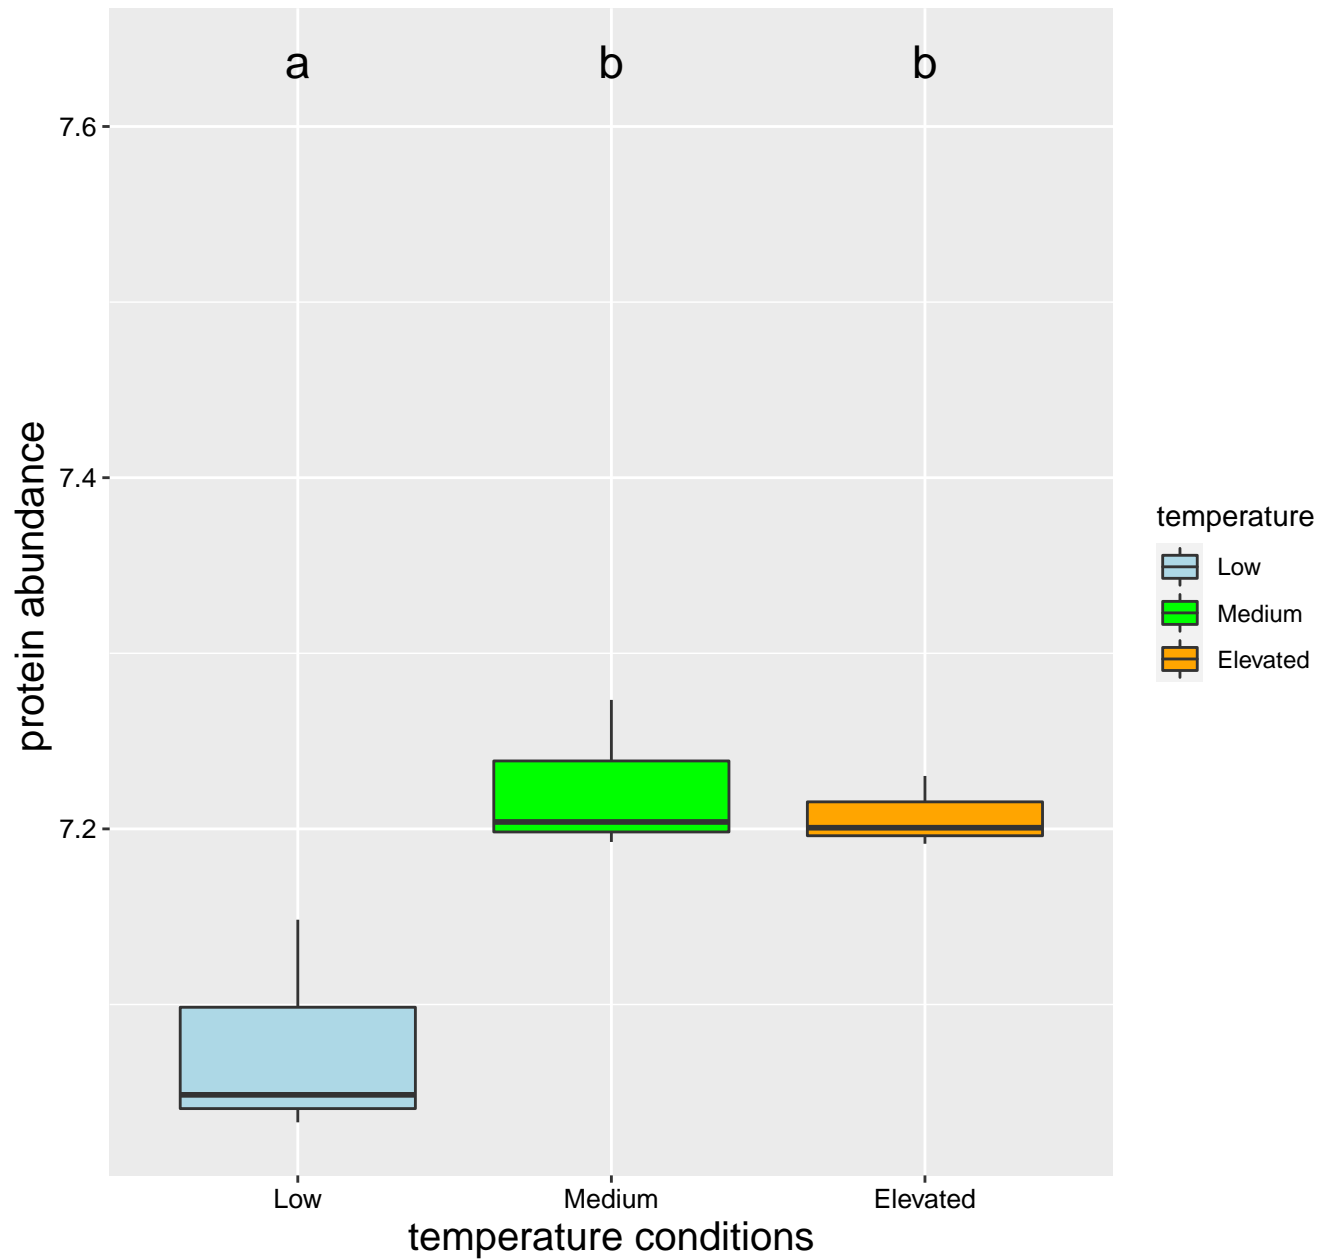 a b b
7.6
7.4
7.2
protein abundance
Low Medium Elevated
temperature conditions
temperature
Low
Medium
Elevated